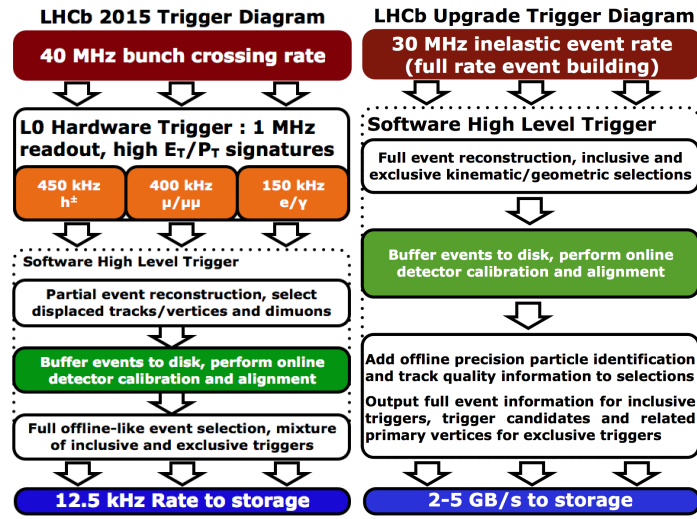 LHCb 2015 Trigger Diagram
40 MHz bunch crossing rate
L0 Hardware Trigger : 1 MHz
readout, high E_T/P_T signatures
450 kHz
h±
400 kHz
μ/μμ
150 kHz
e/γ
Software High Level Trigger
Partial event reconstruction, select
displaced tracks/vertices and dimuons
Buffer events to disk, perform online
detector calibration and alignment
Full offline-like event selection, mixture
of inclusive and exclusive triggers
12.5 kHz Rate to storage
LHCb Upgrade Trigger Diagram
30 MHz inelastic event rate
(full rate event building)
Software High Level Trigger
Full event reconstruction, inclusive and
exclusive kinematic/geometric selections
Buffer events to disk, perform online
detector calibration and alignment
Add offline precision particle identification
and track quality information to selections
Output full event information for inclusive
triggers, trigger candidates and related
primary vertices for exclusive triggers
2-5 GB/s to storage